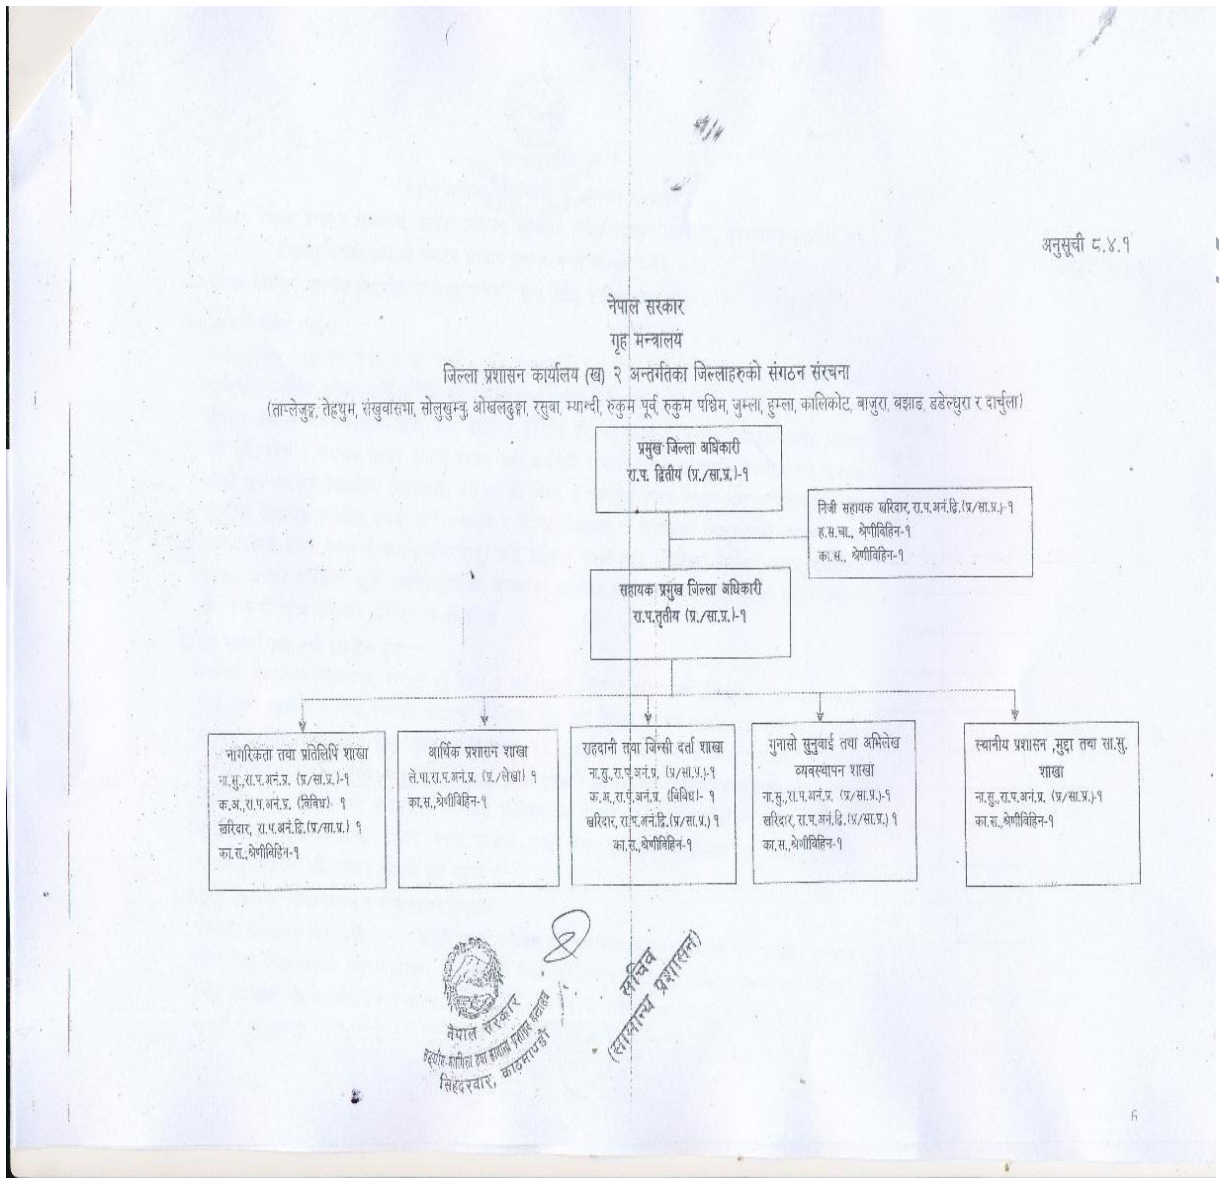 अनुसूची ८.४.१
नेपाल सरकार
गृह मन्त्रालय
जिल्ला प्रशासन कार्यालय (ख) २ अन्तर्गतका जिल्लाहरुको संगठन संरचना
(ताप्लेजुङ्ग, तेह्रथुम, संखुवासभा, सोलुखुम्वु, ओखलढुङ्गा, रसुवा, म्याग्दी, रुकुम पूर्व, रुकुम पश्चिम, जुम्ला, हुम्ला, कालिकोट, बाजुरा, बझाङ, डडेल्धुरा र दार्चुला)
प्रमुख जिल्ला अधिकारी
रा.प. द्वितीय (प्र./सा.प्र.)-१
निजी सहायक खरिदार, रा.प.अनं.द्वि.(प्र/सा.प्र.)-१
ह.स.चा., श्रेणीविहिन-१
का.स., श्रेणीविहिन-१
सहायक प्रमुख जिल्ला अधिकारी
रा.प.तृतीय (प्र./सा.प्र.)-१
नागरिकता तथा प्रतिलिपि शाखा
ना.सु.,रा.प.अनं.प्र. (प्र/सा.प्र.)-१
क.अ.,रा.प.अनं.प्र. (विविध)- १
खरिदार, रा.प.अनं.द्वि.(प्र/सा.प्र.) १
का.स.,श्रेणीविहिन-१
आर्थिक प्रशासन शाखा
ले.पा.रा.प.अनं.प्र. (प्र./लेखा) १
का.स.,श्रेणीविहिन-१
राहदानी तथा जिन्सी दर्ता शाखा
ना.सु.,रा.प.अनं.प्र. (प्र/सा.प्र.)-१
क.अ.,रा.प.अनं.प्र. (विविध)- १
खरिदार, रा.प.अनं.द्वि.(प्र/सा.प्र.) १
का.स.,श्रेणीविहिन-१
गुनासो सुनुवाई तथा अभिलेख
व्यवस्थापन शाखा
ना.सु.,रा.प.अनं.प्र. (प्र/सा.प्र.)-१
खरिदार, रा.प.अनं.द्वि.(प्र/सा.प्र.) १
का.स.,श्रेणीविहिन-१
स्थानीय प्रशासन ,मुद्दा तथा सा.सु.
शाखा
ना.सु.,रा.प.अनं.प्र. (प्र/सा.प्र.)-१
का.स.,श्रेणीविहिन-१
नेपाल सरकार
सिंहदरवार, काठमाण्डौ
सचिव
(सामान्य प्रशासन)